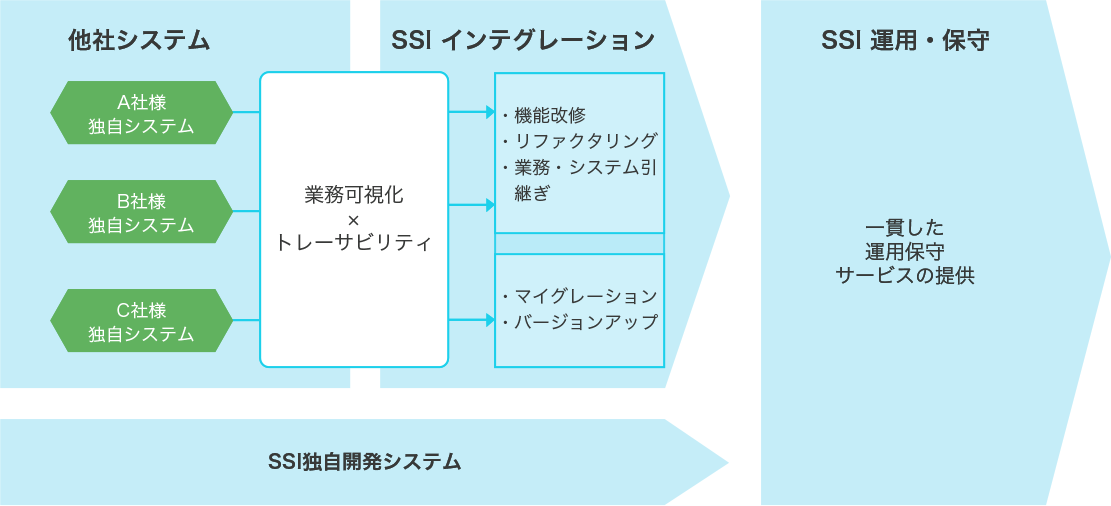 他社システム
A社様
独自システム
B社様
独自システム
C社様
独自システム
業務可視化
×
トレーサビリティ
SSI インテグレーション
・機能改修
・リファクタリング
・業務・システム引
継ぎ
・マイグレーション
・バージョンアップ
SSI独自開発システム
SSI 運用・保守
一貫した
運用保守
サービスの提供